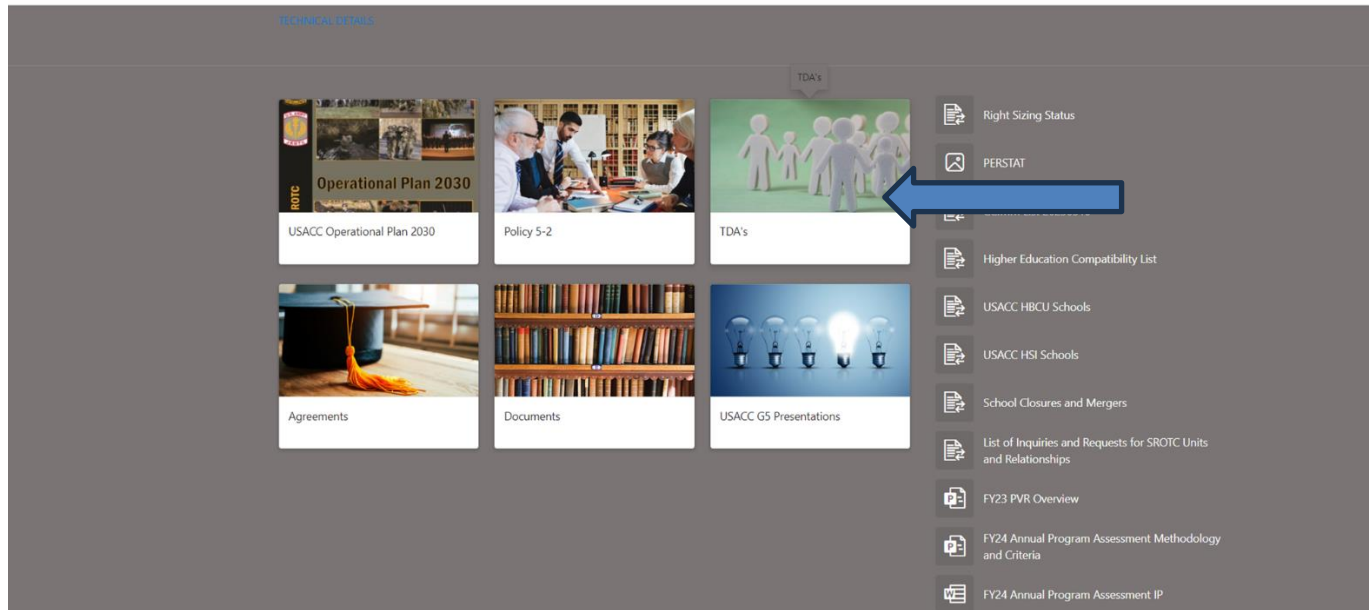 TECHNICAL DETAILS
TDA's
ROTC
Operational Plan 2030
USACC Operational Plan 2030
Policy 5-2
TDA's
Agreements
Documents
USACC G5 Presentations
Right Sizing Status
PERSTAT
Higher Education Compatibility List
USACC HBCU Schools
USACC HSI Schools
School Closures and Mergers
List of Inquiries and Requests for SROTC Units
and Relationships
FY23 PVR Overview
FY24 Annual Program Assessment Methodology
and Criteria
FY24 Annual Program Assessment IP